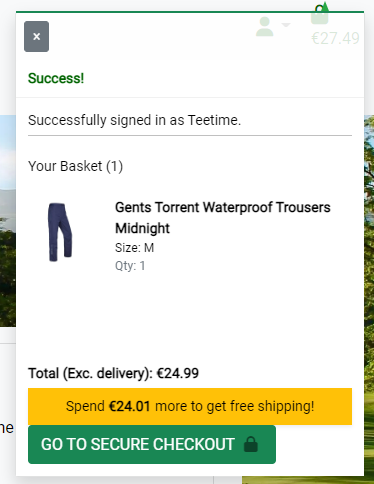 ×
€27.49
Success!
Successfully signed in as Teetime.
Your Basket (1)
Gents Torrent Waterproof Trousers
Midnight
Size: M
Qty: 1
Total (Exc. delivery): €24.99
Spend €24.01 more to get free shipping!
GO TO SECURE CHECKOUT